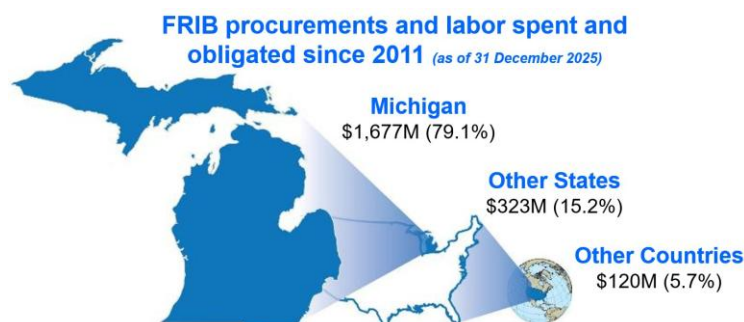 FRIB procurements and labor spent and
obligated since 2011 (as of 31 December 2025)
Michigan
$1,677M (79.1%)
Other States
$323M (15.2%)
Other Countries
$120M (5.7%)